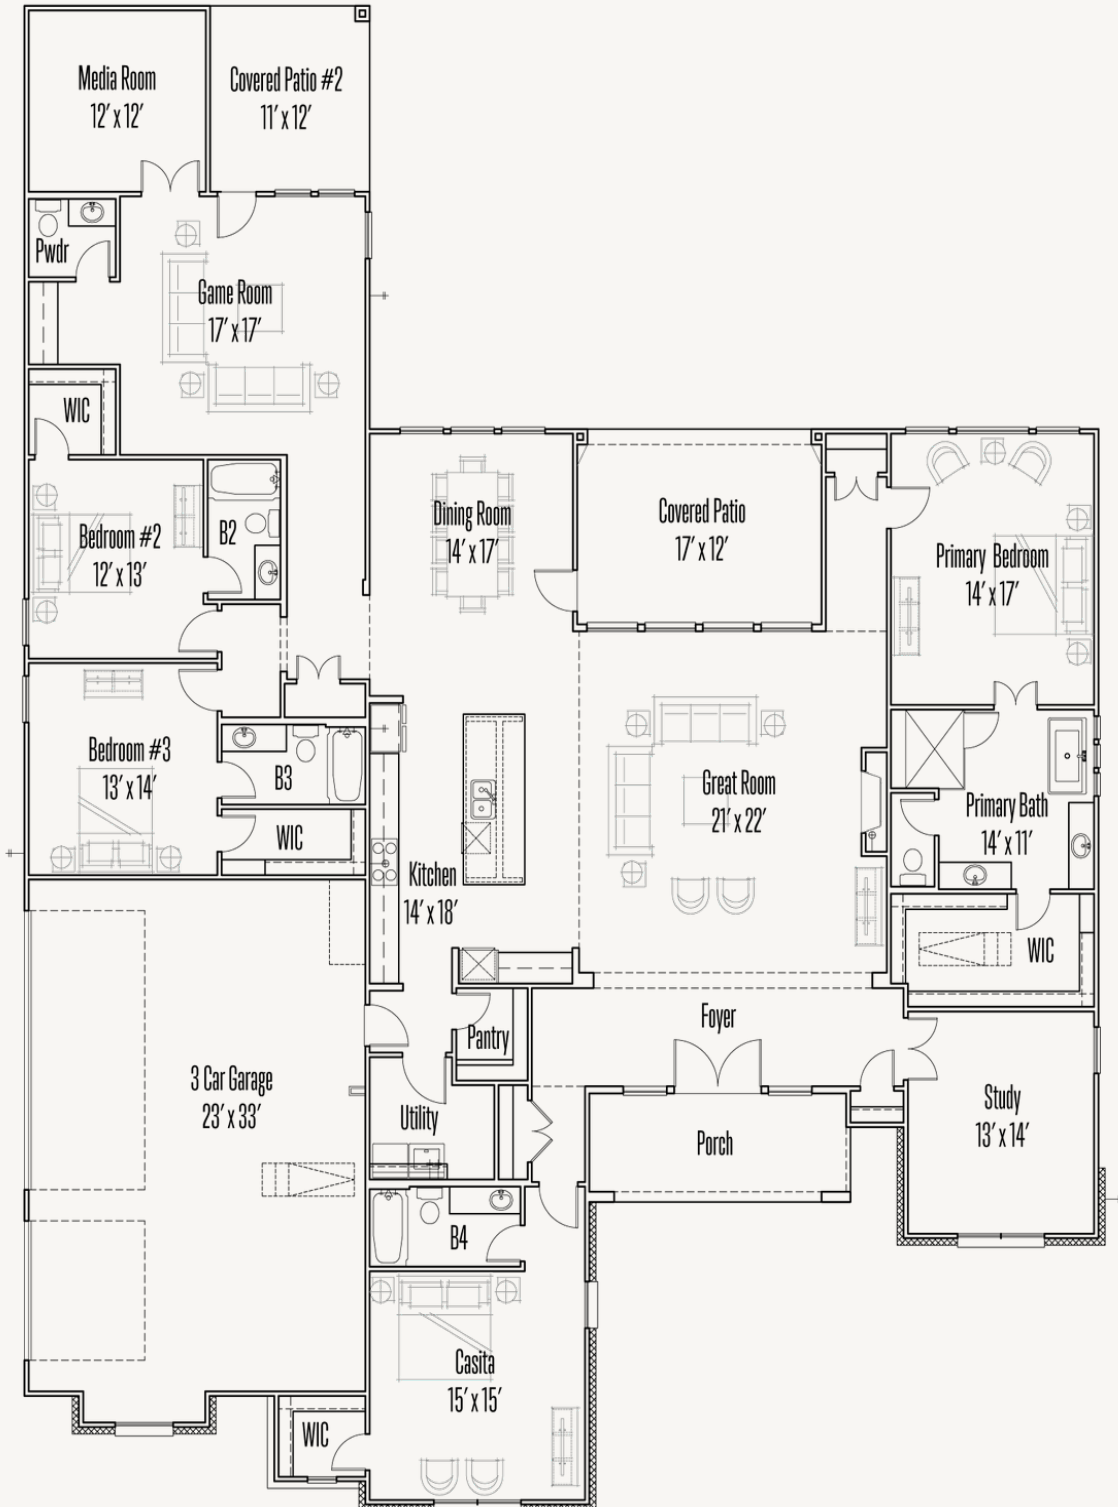 Media Room
12' x 12'
Covered Patio #2
11' x 12'
Pwdr
Game Room
17' x 17'
WIC
Bedroom #2
12' x 13'
B2
Dining Room
14' x 17'
Covered Patio
17' x 12'
Primary Bedroom
14' x 17'
Bedroom #3
13' x 14'
B3
WIC
Kitchen
14' x 18'
Great Room
21' x 22'
Primary Bath
14' x 11'
WIC
Foyer
Pantry
3 Car Garage
23' x 33'
Utility
Porch
Study
13' x 14'
B4
Casita
15' x 15'
WIC